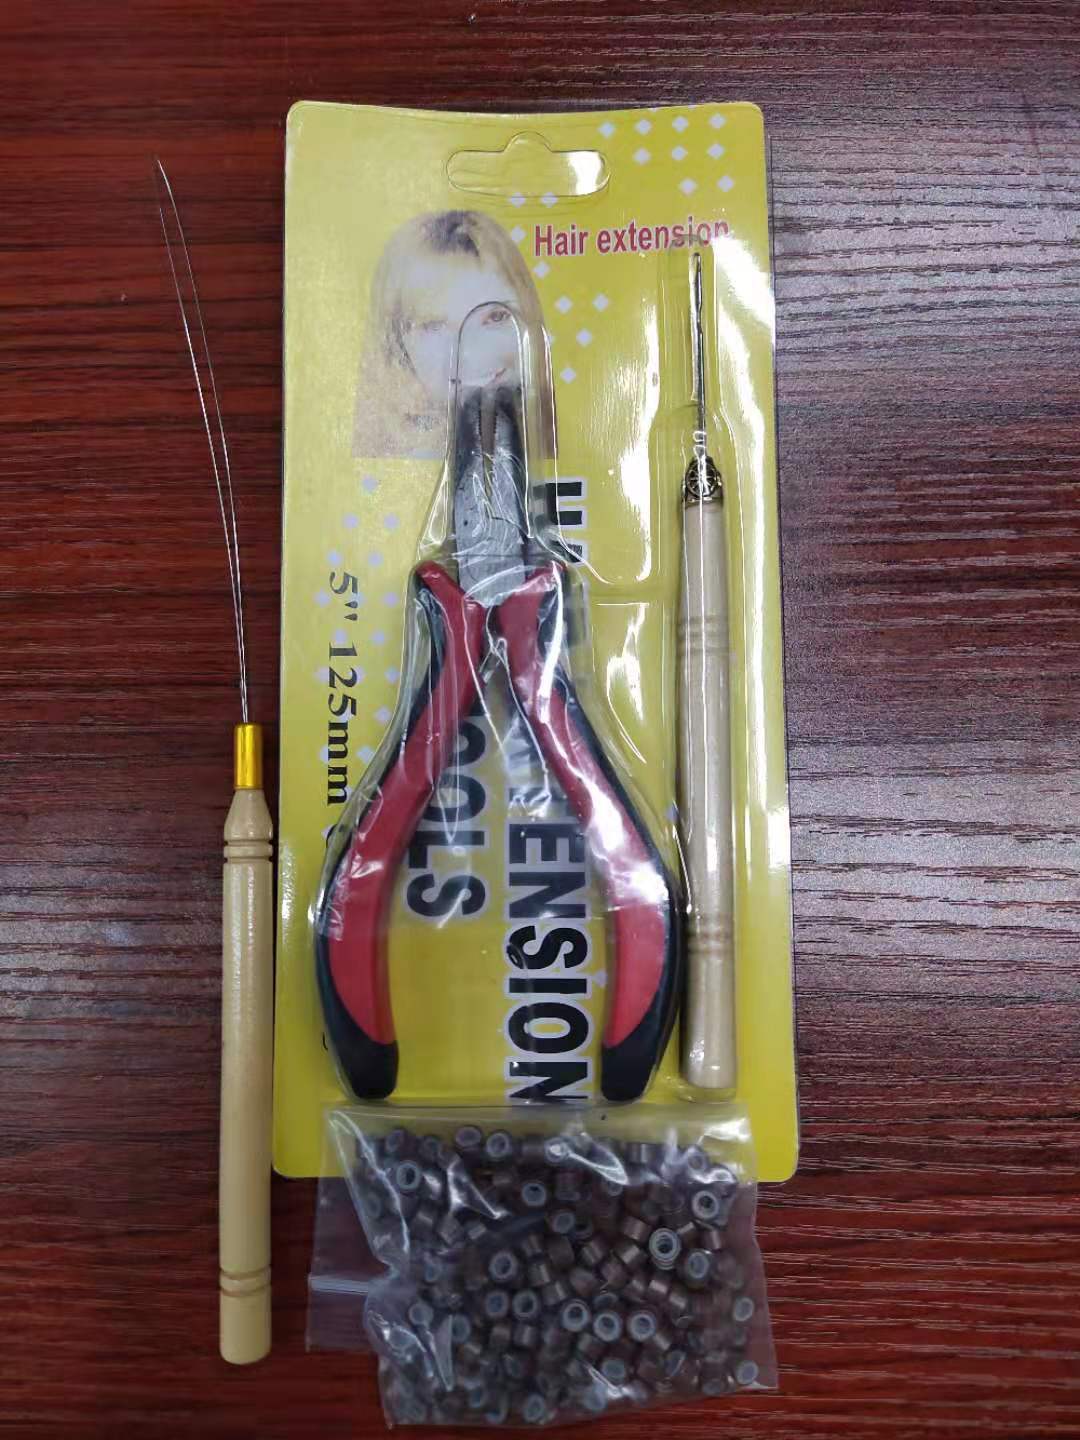 Hair extension
EXTENSION
TOOLS
5" 125mm